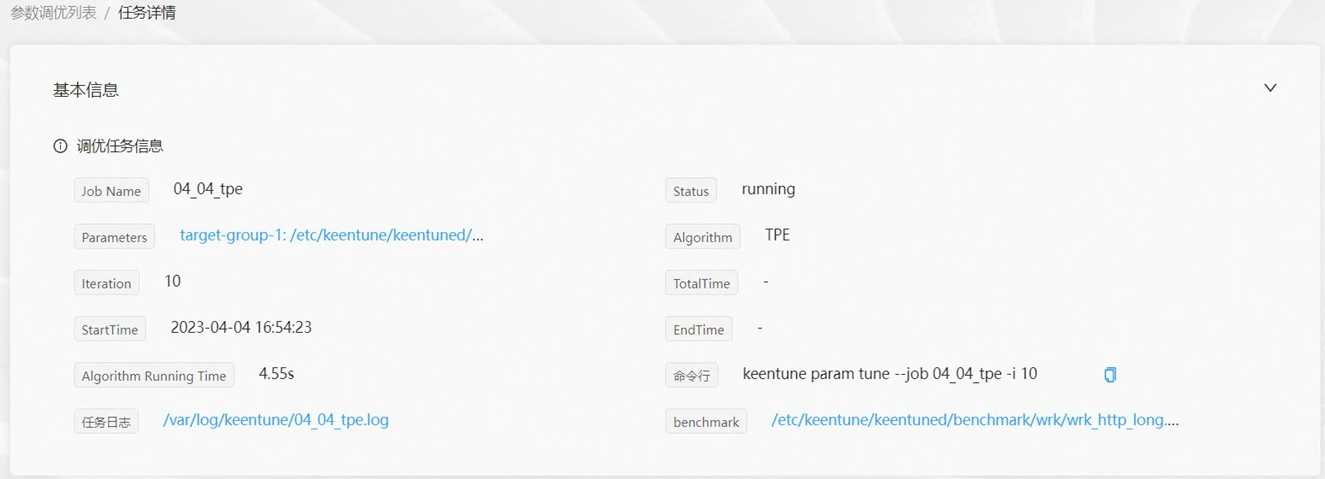 参数调优列表 / 任务详情
基本信息
调优任务信息
Job Name 04_04_tpe Status running
Parameters target-group-1: /etc/keentune/keentuned/... Algorithm TPE
Iteration 10 TotalTime -
StartTime 2023-04-04 16:54:23 EndTime -
Algorithm Running Time 4.55s 命令行 keentune param tune --job 04_04_tpe -i 10
任务日志 /var/log/keentune/04_04_tpe.log benchmark /etc/keentune/keentuned/benchmark/wrk/wrk_http_long....